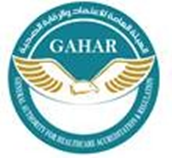 الهيئة العامة للاعتماد والرقابة الصحية
GAHAR
GENERAL AUTHORITY FOR HEALTHCARE ACCREDITATION & REGULATION